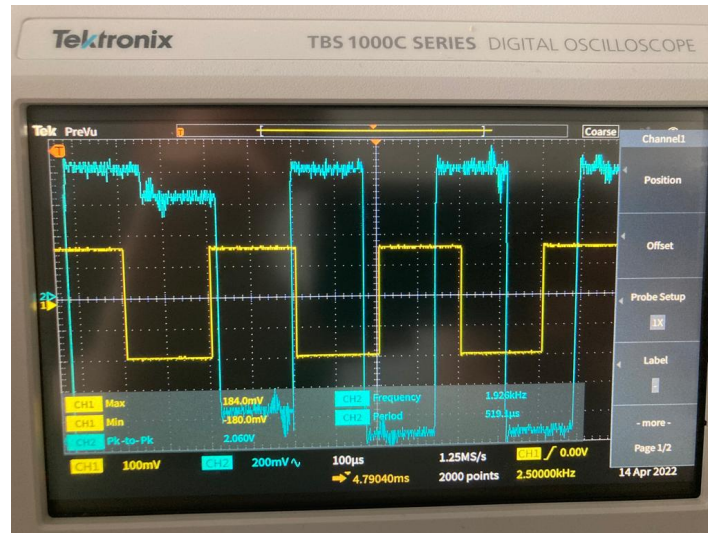 Tektronix TBS 1000C SERIES DIGITAL OSCILLOSCOPE
Tek PreVu T Coarse
T
Channel1
Position
Offset
Probe Setup
1X
Label
-
- more -
Page 1/2
2
1
CH1 Max 184.0mV CH2 Frequency 1.926kHz
CH1 Min -180.0mV CH2 Period 519.1µs
CH2 Pk-to-Pk 2.060V
CH1 100mV CH2 200mV 100µs 1.25MS/s CH1 0.00V
4.79040ms 2000 points 2.50000kHz 14 Apr 2022